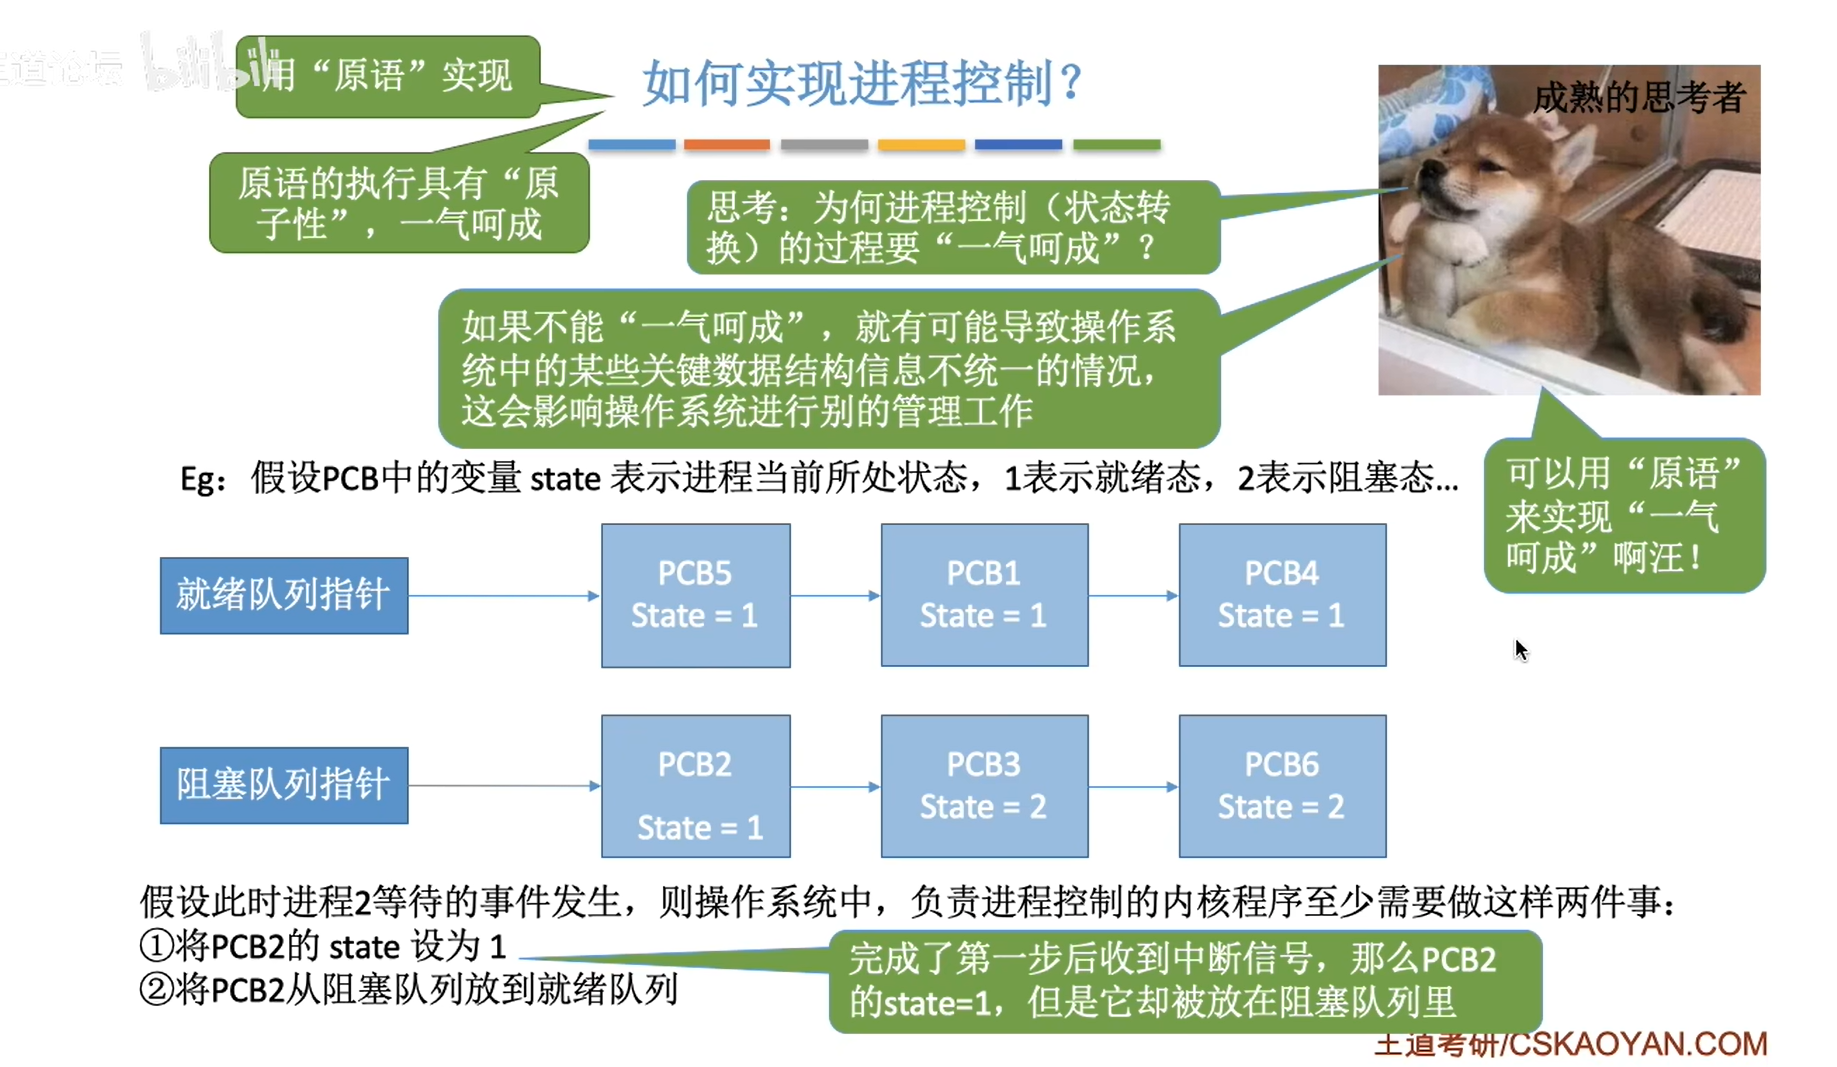 王道论坛 bilibili
用“原语”实现
如何实现进程控制？
成熟的思考者
原语的执行具有“原
子性”，一气呵成
思考：为何进程控制（状态转
换）的过程要“一气呵成”？
如果不能“一气呵成”，就有可能导致操作系
统中的某些关键数据结构信息不统一的情况，
这会影响操作系统进行别的管理工作
可以用“原语”
来实现“一气
呵成”啊汪！
Eg：假设PCB中的变量 state 表示进程当前所处状态，1表示就绪态，2表示阻塞态...
就绪队列指针
PCB5
State = 1
PCB1
State = 1
PCB4
State = 1
阻塞队列指针
PCB2
State = 1
PCB3
State = 2
PCB6
State = 2
假设此时进程2等待的事件发生，则操作系统中，负责进程控制的内核程序至少需要做这样两件事：
①将PCB2的 state 设为 1
②将PCB2从阻塞队列放到就绪队列
完成了第一步后收到中断信号，那么PCB2
的state=1，但是它却被放在阻塞队列里
王道考研/CSKAOYAN.COM